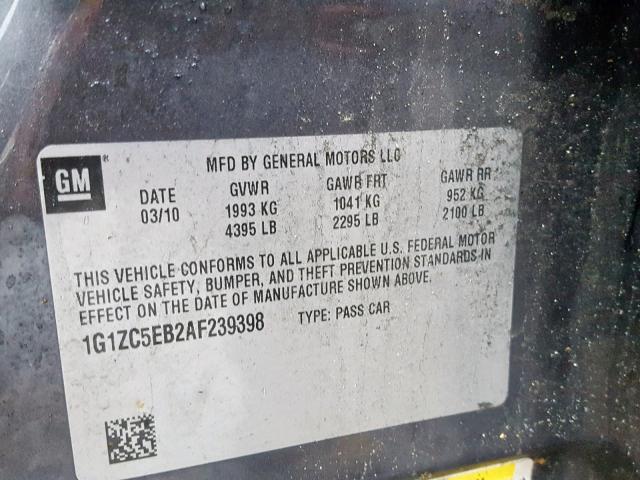 GM
MFD BY GENERAL MOTORS LLC
DATE GVWR GAWR FRT GAWR RR
03/10 1993 KG 1041 KG 952 KG
4395 LB 2295 LB 2100 LB
THIS VEHICLE CONFORMS TO ALL APPLICABLE U.S. FEDERAL MOTOR
VEHICLE SAFETY, BUMPER, AND THEFT PREVENTION STANDARDS IN
EFFECT ON THE DATE OF MANUFACTURE SHOWN ABOVE.
1G1ZC5EB2AF239398 TYPE: PASS CAR